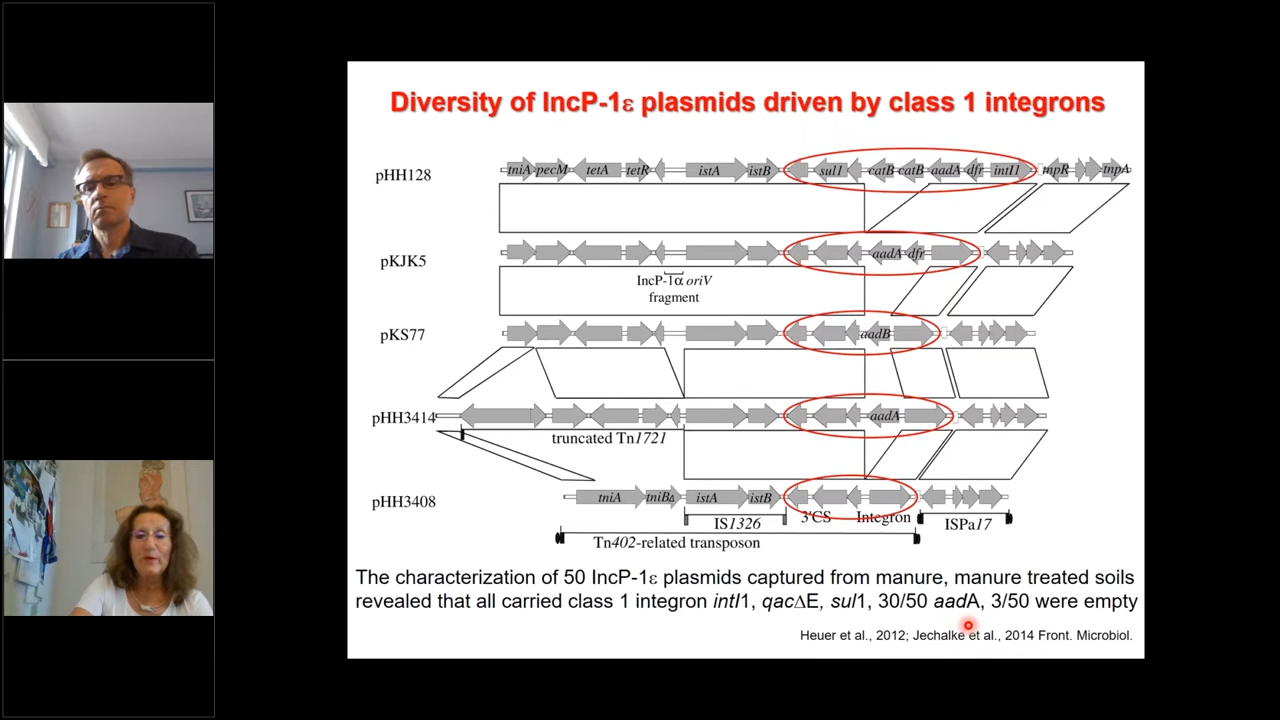 Diversity of IncP-1ε plasmids driven by class 1 integrons
pHH128
tniA pecM tetA tetR istA istB sul1 catB catB aadA dfr intI1 tnpR tnpA
pKJK5
aadA dfr
IncP-1α oriV
fragment
pKS77
aadB
pHH3414
aadA
truncated Tn1721
pHH3408
tniA tniBΔ istA istB
IS1326 3'CS Integron ISPa17
Tn402-related transposon
The characterization of 50 IncP-1ε plasmids captured from manure, manure treated soils
revealed that all carried class 1 integron intI1, qacΔE, sul1, 30/50 aadA, 3/50 were empty
Heuer et al., 2012; Jechalke et al., 2014 Front. Microbiol.